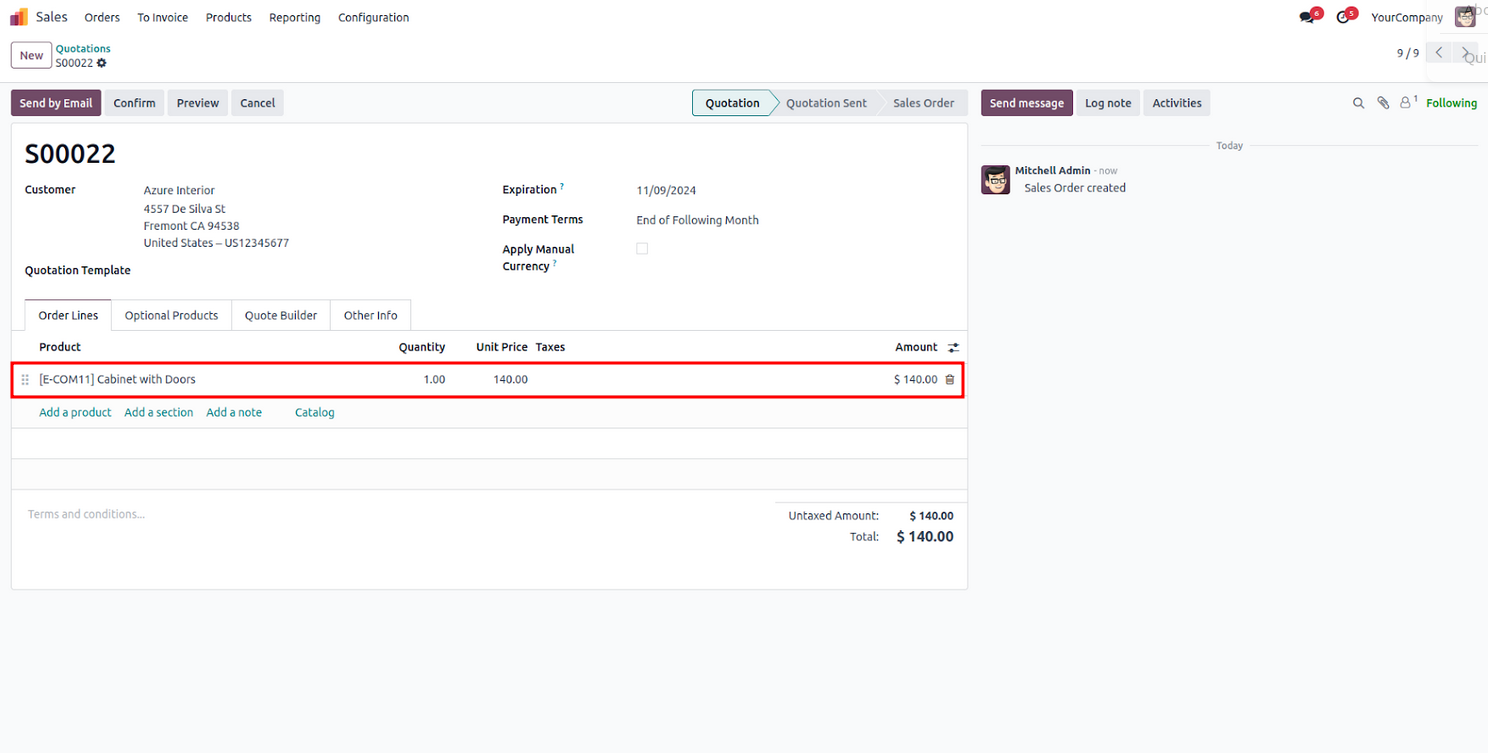 Sales Orders To Invoice Products Reporting Configuration 6 5 YourCompany
New Quotations
S00022 9 / 9
Send by Email Confirm Preview Cancel Quotation Quotation Sent Sales Order Send message Log note Activities 1 Following
S00022
Today
Mitchell Admin - now
Sales Order created
Customer Azure Interior
4557 De Silva St
Fremont CA 94538
United States – US12345677
Expiration ? 11/09/2024
Payment Terms End of Following Month
Apply Manual
Currency ?
Quotation Template
Order Lines Optional Products Quote Builder Other Info
Product Quantity Unit Price Taxes Amount
[E-COM11] Cabinet with Doors 1.00 140.00 $ 140.00
Add a product Add a section Add a note Catalog
Terms and conditions...
Untaxed Amount: $ 140.00
Total: $ 140.00